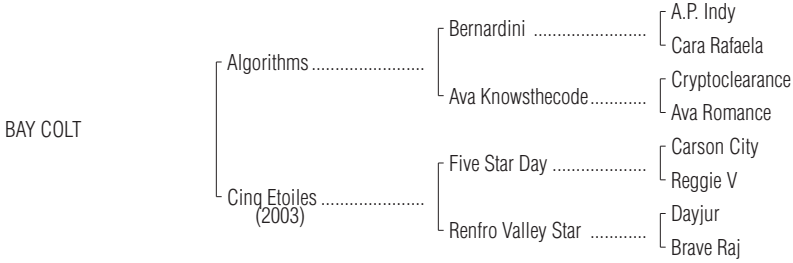 A.P. Indy
Bernardini ........................
Cara Rafaela
Algorithms ........................
Cryptoclearance
Ava Knowsthecode ............
Ava Romance
BAY COLT
Carson City
Five Star Day ....................
Reggie V
Cinq Etoiles ......................
(2003)
Dayjur
Renfro Valley Star ............
Brave Raj